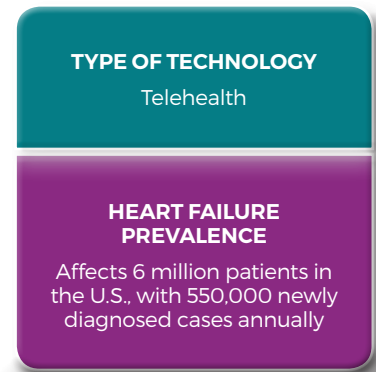 TYPE OF TECHNOLOGY
Telehealth
HEART FAILURE
PREVALENCE
Affects 6 million patients in
the U.S., with 550,000 newly
diagnosed cases annually